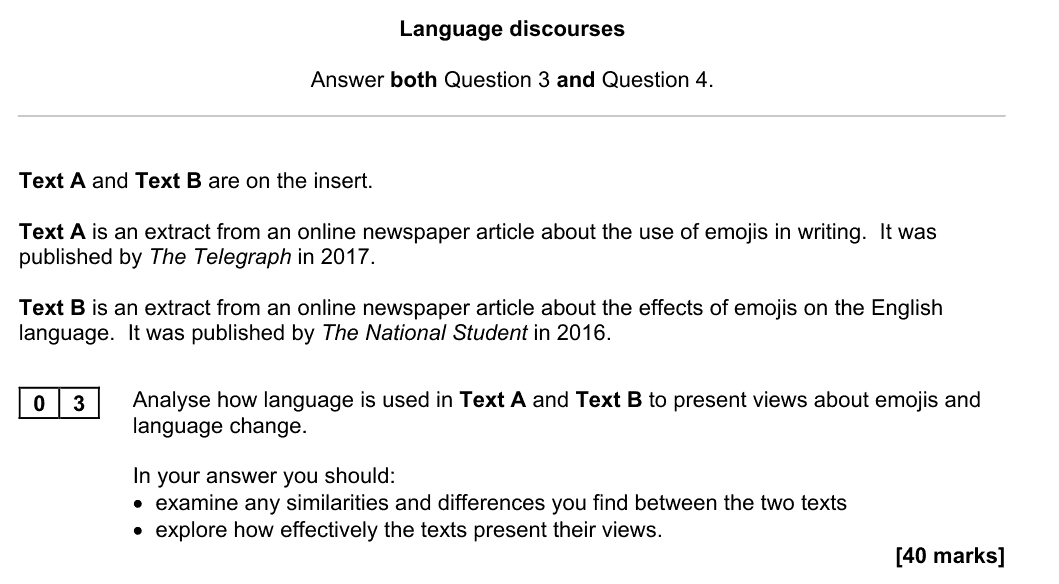 Language discourses
Answer both Question 3 and Question 4.
Text A and Text B are on the insert.
Text A is an extract from an online newspaper article about the use of emojis in writing.  It was
published by The Telegraph in 2017.
Text B is an extract from an online newspaper article about the effects of emojis on the English
language.  It was published by The National Student in 2016.
0 3 Analyse how language is used in Text A and Text B to present views about emojis and
language change.
In your answer you should:
• examine any similarities and differences you find between the two texts
• explore how effectively the texts present their views.
[40 marks]